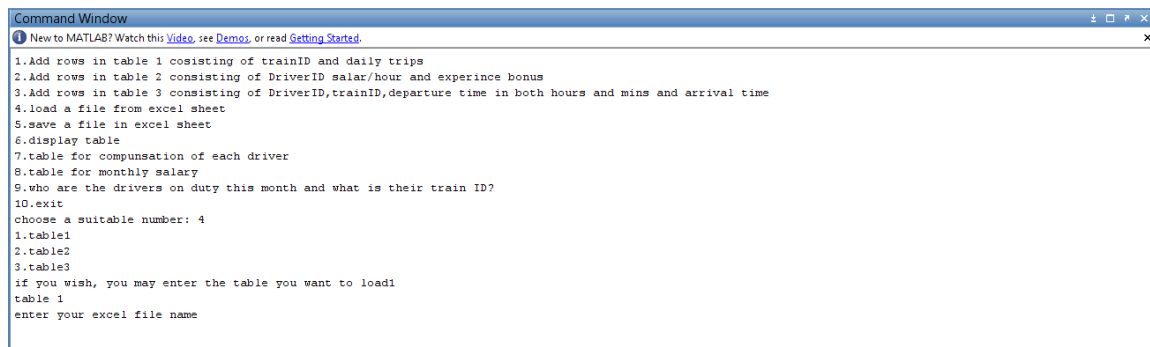 Command Window
New to MATLAB? Watch this Video, see Demos, or read Getting Started.
1.Add rows in table 1 cosisting of trainID and daily trips
2.Add rows in table 2 consisting of DriverID salar/hour and experince bonus
3.Add rows in table 3 consisting of DriverID,trainID,departure time in both hours and mins and arrival time
4.load a file from excel sheet
5.save a file in excel sheet
6.display table
7.table for compunsation of each driver
8.table for monthly salary
9.who are the drivers on duty this month and what is their train ID?
10.exit
choose a suitable number: 4
1.table1
2.table2
3.table3
if you wish, you may enter the table you want to load1
table 1
enter your excel file name